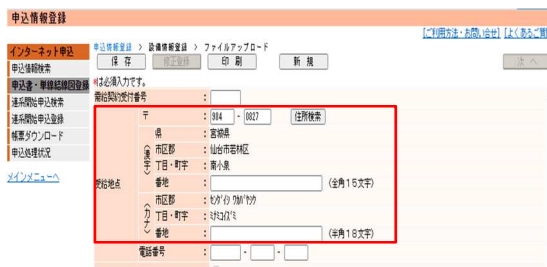 申込情報登録
【ご利用方法・お問い合せ】【よくあるご質
インターネット申込
申込情報検索
申込書・単線結線図登録
連系開始申込検索
連系開始申込登録
帳票ダウンロード
申込処理状況
メインメニューへ
申込情報登録 > 設備情報登録 > ファイルアップロード
保 存 修正登録 印 刷 新 規 次 へ
*は必須入力です。
需給契約受付番号 :
受給地点
〒 : 984 - 0827 住所検索
(漢字)
県 : 宮城県
市区郡 : 仙台市若林区
丁目・町字 : 南小泉
番地 : (全角15文字)
(カナ)
市区郡 : ｾﾝﾀﾞｲｼ ﾜｶﾊﾞﾔｼｸ
丁目・町字 : ﾐﾅﾐｺｲｽﾞﾐ
番地 : (半角18文字)
電話番号 : - -